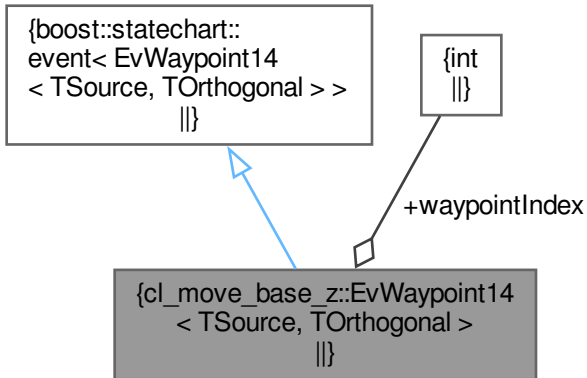 {boost::statechart::
event< EvWaypoint14
< TSource, TOrthogonal > >
||}
{int
||}
+waypointIndex
{cl_move_base_z::EvWaypoint14
< TSource, TOrthogonal >
||}